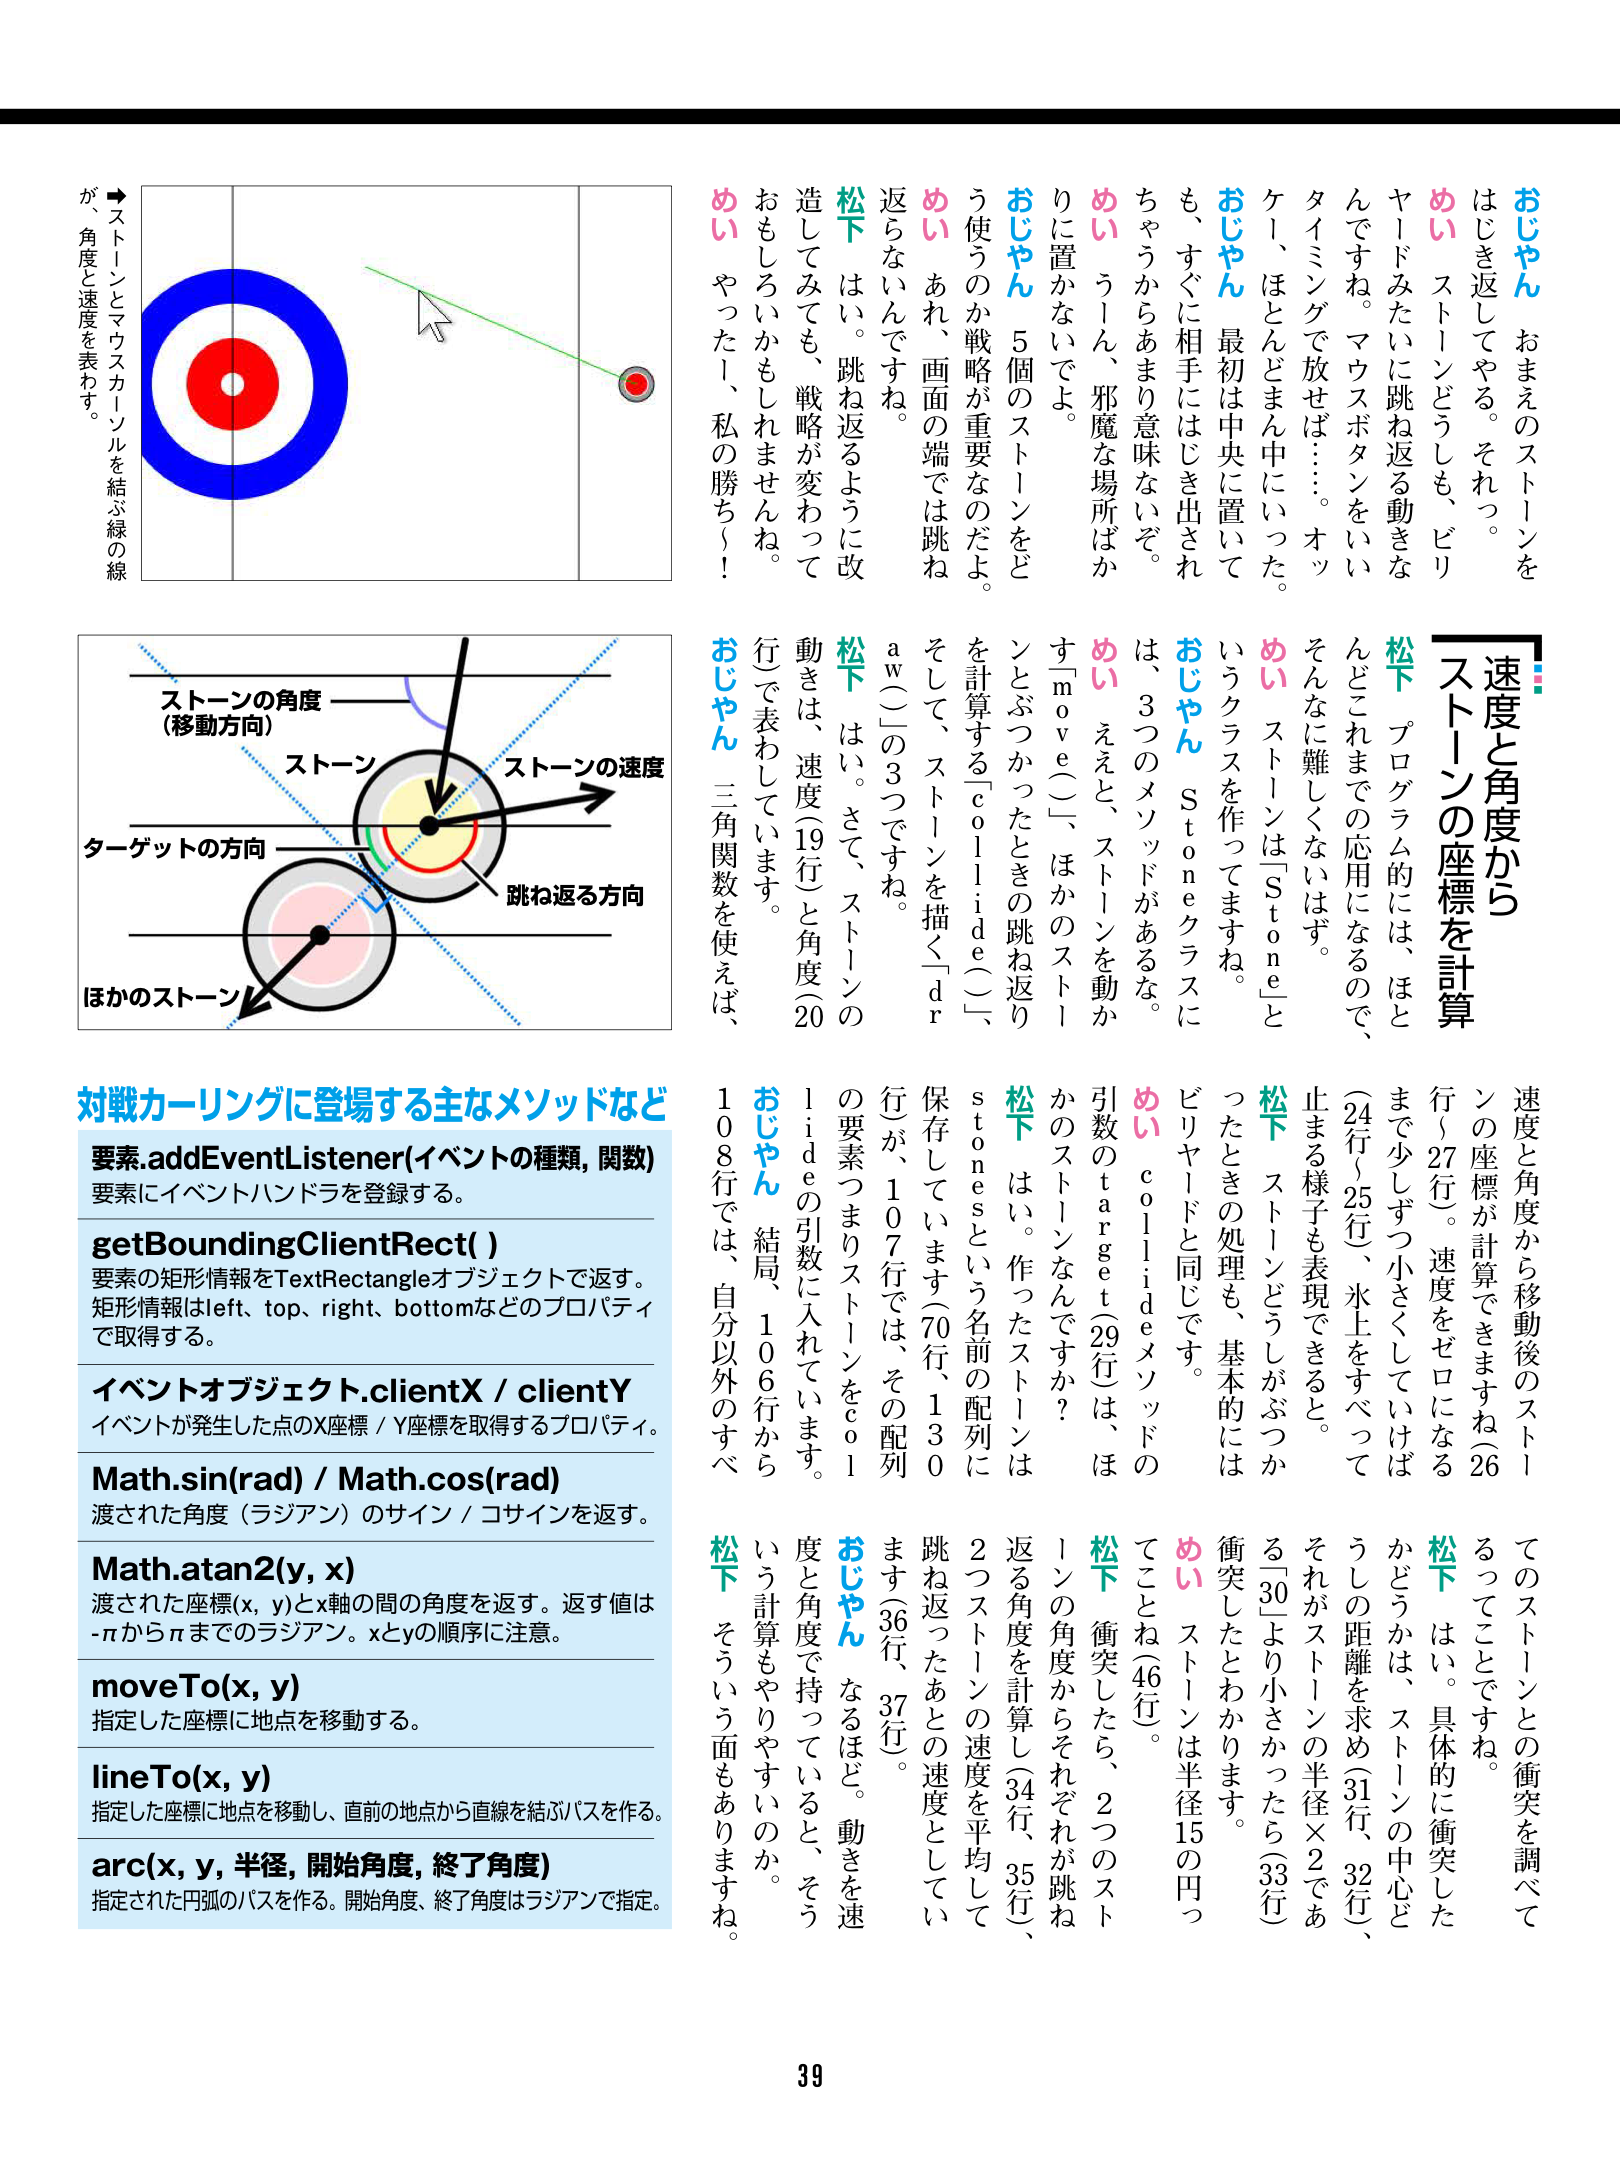 おじやん　おまえのストーンを
はじき返してやる。それっ。
めい　ストーンどうしも、ビリ
ヤードみたいに跳ね返る動きな
んですね。マウスボタンをいい
タイミングで放せば……。オッ
ケー、ほとんどまん中にいった。
おじやん　最初は中央に置いて
も、すぐに相手にはじき出され
ちゃうからあまり意味ないぞ。
めい　うーん、邪魔な場所ばか
りに置かないでよ。
おじやん　５個のストーンをど
う使うのか戦略が重要なのだよ。
めい　あれ、画面の端では跳ね
返らないんですね。
松下　はい。跳ね返るように改
造してみても、戦略が変わって
おもしろいかもしれませんね。
めい　やったー、私の勝ち〜！
➡ストーンとマウスカーソルを結ぶ緑の線
が、角度と速度を表わす。
速度と角度から
ストーンの座標を計算
松下　プログラム的には、ほと
んどこれまでの応用になるので、
そんなに難しくないはず。
めい　ストーンは「Stone」と
いうクラスを作ってますね。
おじやん　Stoneクラスに
は、３つのメソッドがあるな。
めい　ええと、ストーンを動か
す「move()」、ほかのストー
ンとぶつかったときの跳ね返り
を計算する「collide()」、
そして、ストーンを描く「dr
aw()」の３つですね。
松下　はい。さて、ストーンの
動きは、速度(19行)と角度(20
行)で表わしています。
おじやん　三角関数を使えば、
ストーンの角度
（移動方向）
ストーン
ストーンの速度
ターゲットの方向
跳ね返る方向
ほかのストーン
速度と角度から移動後のストー
ンの座標が計算できますね(26
行〜27行)。速度をゼロになる
まで少しずつ小さくしていけば
(24行〜25行)、氷上をすべって
止まる様子も表現できると。
松下　ストーンどうしがぶつか
ったときの処理も、基本的には
ビリヤードと同じです。
めい　collideメソッドの
引数のtarget(29行)は、ほ
かのストーンなんですか？
松下　はい。作ったストーンは
stonesという名前の配列に
保存しています(70行、１３０
行)が、１０７行では、その配列
の要素つまりストーンをcol
lideの引数に入れています。
おじやん　結局、１０６行から
１０８行では、自分以外のすべ
てのストーンとの衝突を調べて
るってことですね。
松下　はい。具体的に衝突した
かどうかは、ストーンの中心ど
うしの距離を求め(31行、32行)、
それがストーンの半径×２であ
る「30」より小さかったら(33行)
衝突したとわかります。
めい　ストーンは半径15の円っ
てことね(46行)。
松下　衝突したら、２つのスト
ーンの角度からそれぞれが跳ね
返る角度を計算し(34行、35行)、
２つストーンの速度を平均して
跳ね返ったあとの速度としてい
ます(36行、37行)。
おじやん　なるほど。動きを速
度と角度で持っていると、そう
いう計算もやりやすいのか。
松下　そういう面もありますね。
対戦カーリングに登場する主なメソッドなど
要素.addEventListener(イベントの種類, 関数)
要素にイベントハンドラを登録する。
getBoundingClientRect( )
要素の矩形情報をTextRectangleオブジェクトで返す。
矩形情報はleft、top、right、bottomなどのプロパティ
で取得する。
イベントオブジェクト.clientX / clientY
イベントが発生した点のX座標 / Y座標を取得するプロパティ。
Math.sin(rad) / Math.cos(rad)
渡された角度（ラジアン）のサイン / コサインを返す。
Math.atan2(y, x)
渡された座標(x, y)とx軸の間の角度を返す。返す値は
-πからπまでのラジアン。xとyの順序に注意。
moveTo(x, y)
指定した座標に地点を移動する。
lineTo(x, y)
指定した座標に地点を移動し、直前の地点から直線を結ぶパスを作る。
arc(x, y, 半径, 開始角度, 終了角度)
指定された円弧のパスを作る。開始角度、終了角度はラジアンで指定。
39